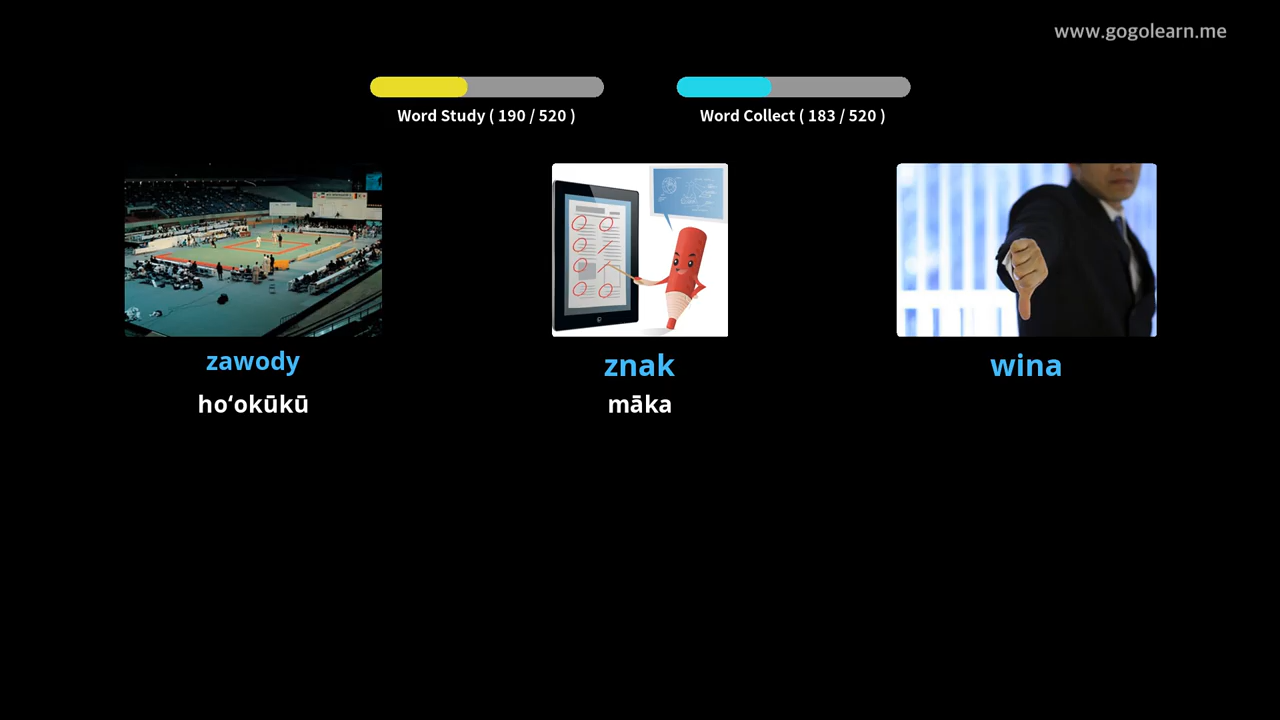 www.gogolearn.me
Word Study ( 190 / 520 )
Word Collect ( 183 / 520 )
zawody
znak
wina
hoʻokūkū
māka